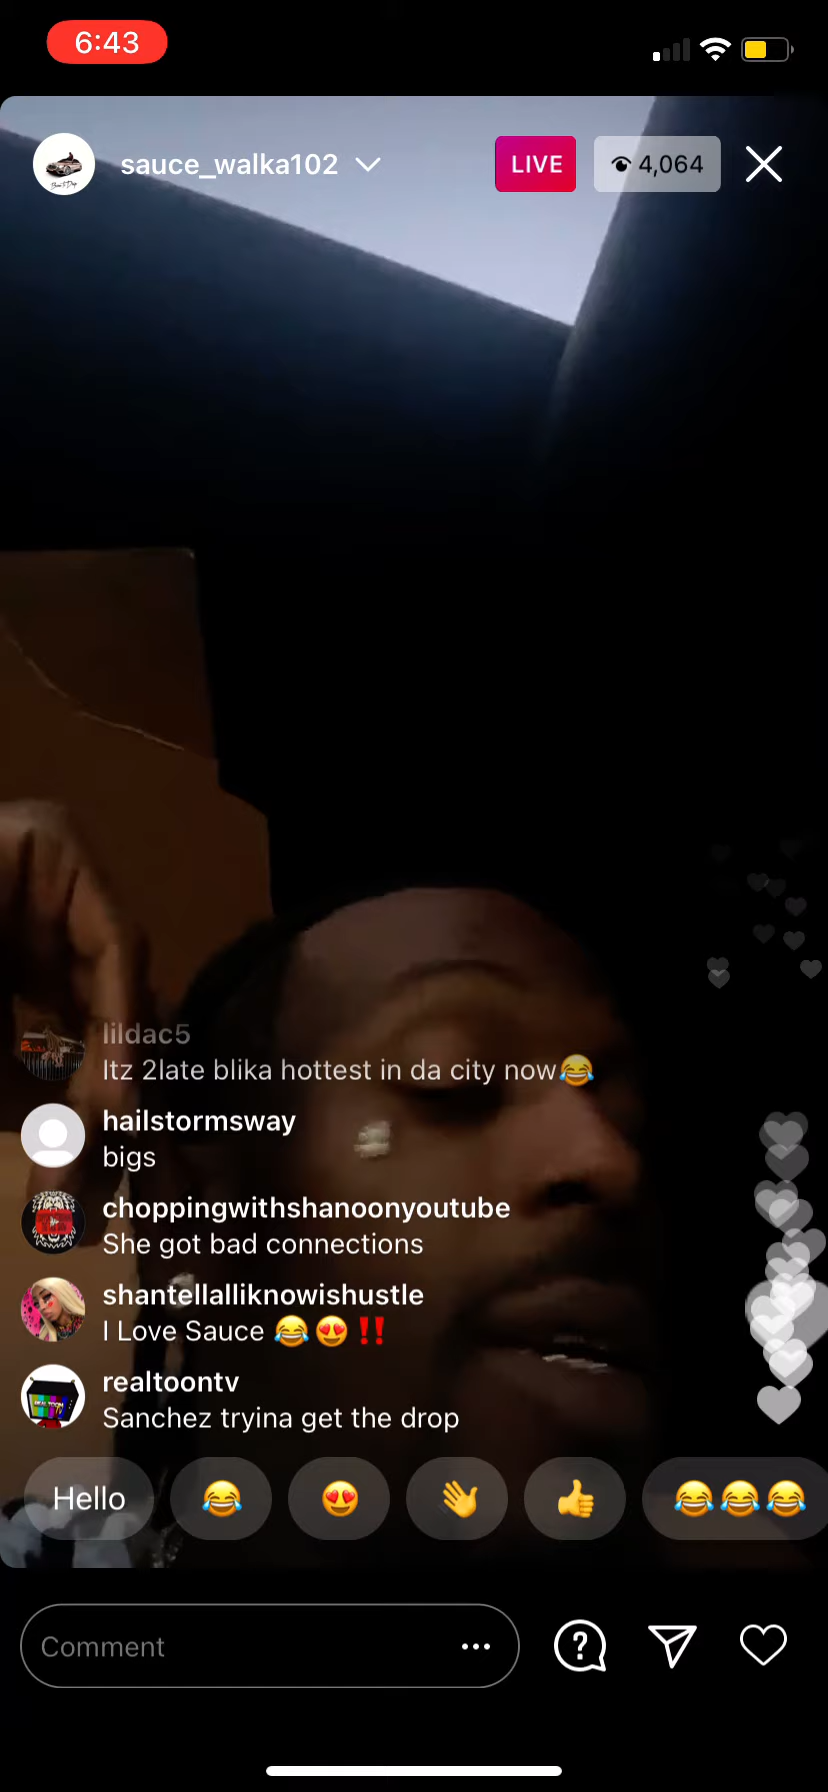 6:43
sauce_walka102
LIVE
4,064
lildac5
Itz 2late blika hottest in da city now😂
hailstormsway
bigs
choppingwithshanoonyoutube
She got bad connections
shantellalliknowishustle
I Love Sauce 😂😍‼️
realtoontv
Sanchez tryina get the drop
Hello 😂 😍 👋 👍 😂😂😂
Comment